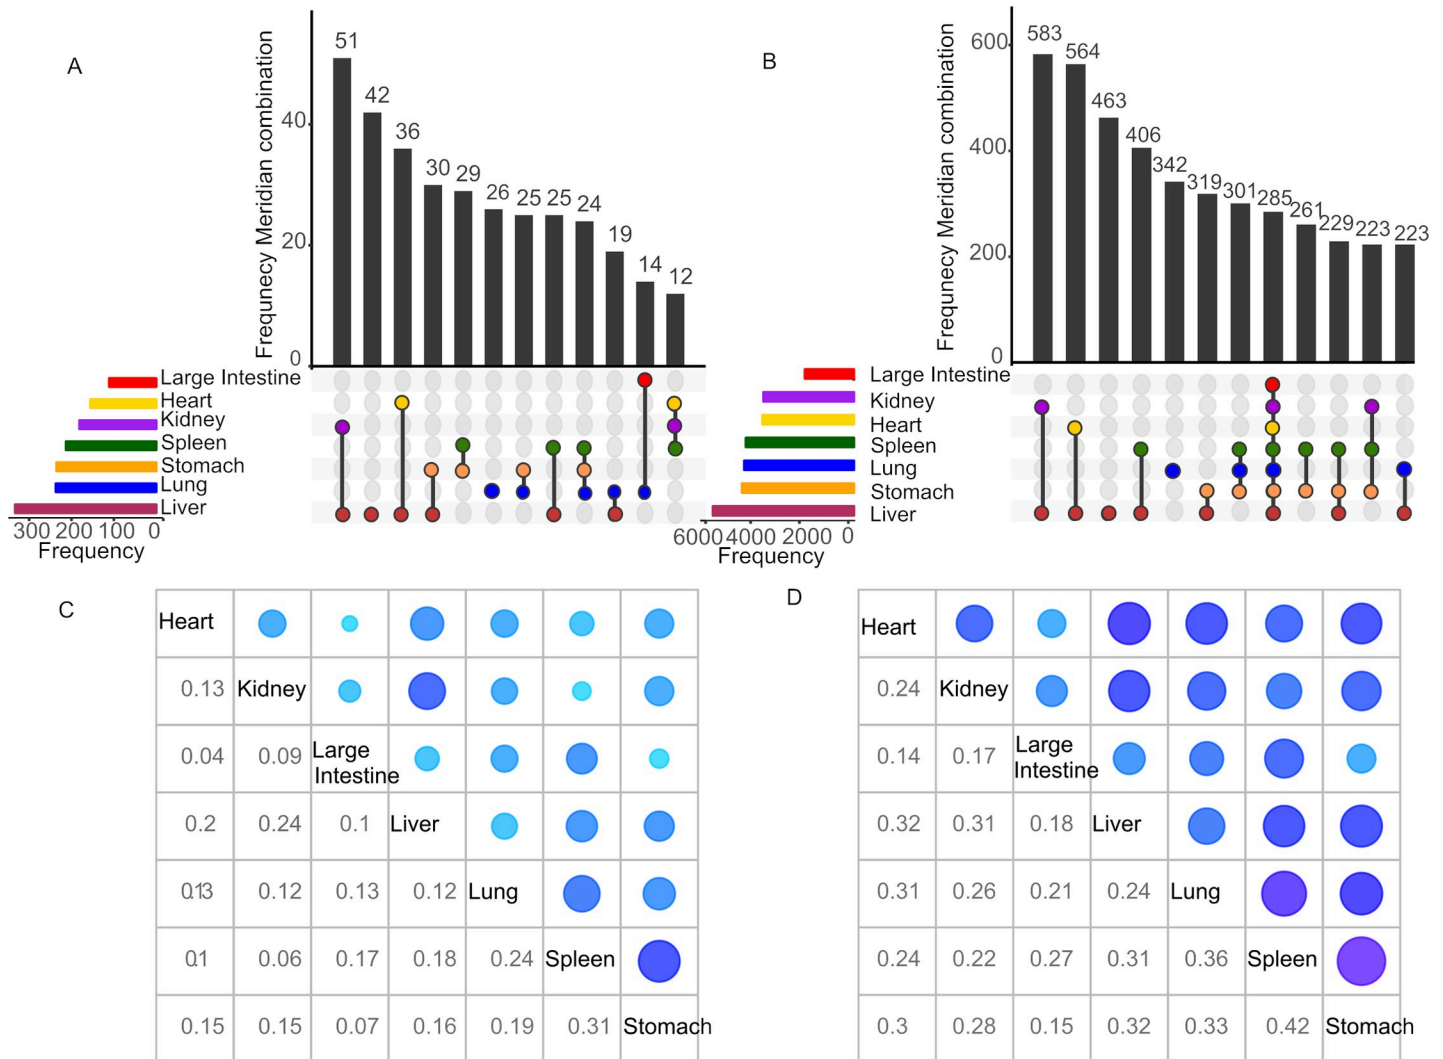 A
Frequnecy Meridian combination
40
20
0
51
42
36
30
29
26
25
25
24
19
14
12
Large Intestine
Heart
Kidney
Spleen
Stomach
Lung
Liver
300 200 100 0
Frequency
B
Frequnecy Meridian combination
600
400
200
0
583
564
463
406
342
319
301
285
261
229
223
223
Large Intestine
Kidney
Heart
Spleen
Lung
Stomach
Liver
6000 4000 2000 0
Frequency
C
Heart
0.13 Kidney
0.04 0.09 Large
Intestine
0.2 0.24 0.1 Liver
0.13 0.12 0.13 0.12 Lung
0.1 0.06 0.17 0.18 0.24 Spleen
0.15 0.15 0.07 0.16 0.19 0.31 Stomach
D
Heart
0.24 Kidney
0.14 0.17 Large
Intestine
0.32 0.31 0.18 Liver
0.31 0.26 0.21 0.24 Lung
0.24 0.22 0.27 0.31 0.36 Spleen
0.3 0.28 0.15 0.32 0.33 0.42 Stomach